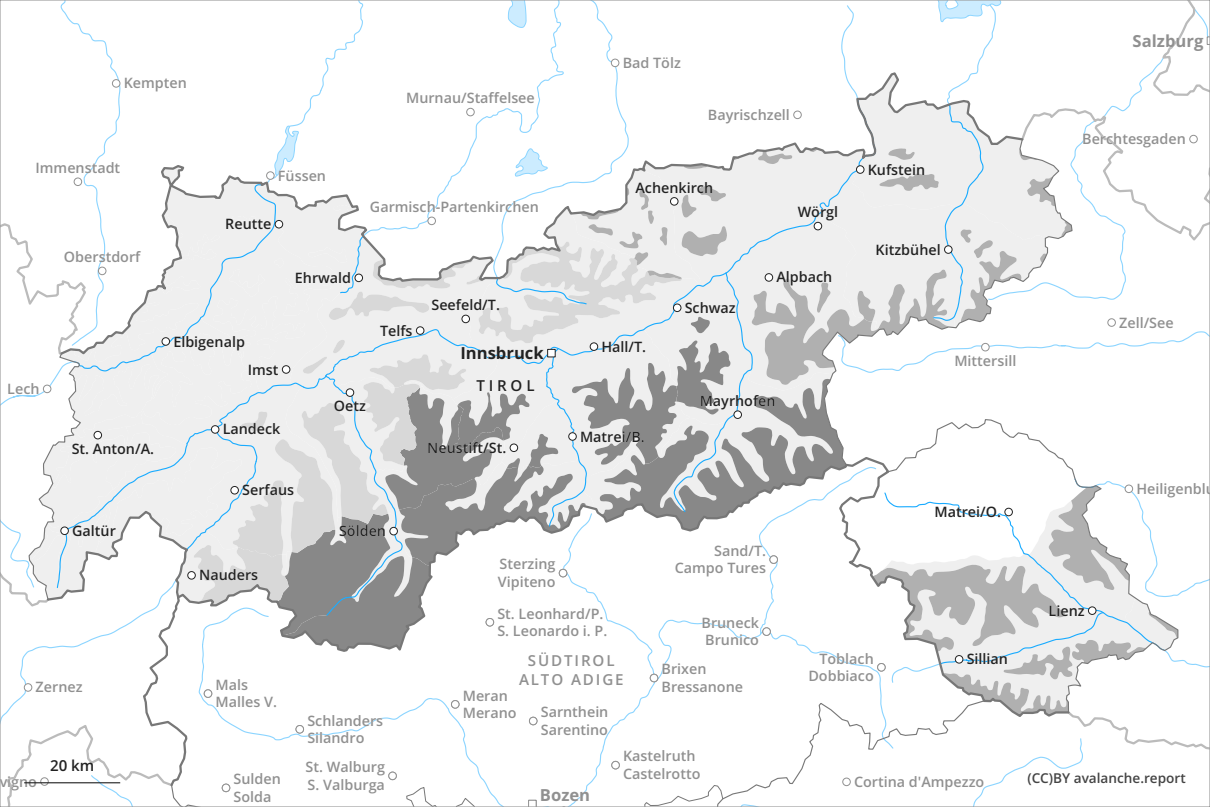 Salzburg
Bad Tölz
Kempten
Murnau/Staffelsee
Bayrischzell
Berchtesgaden
Immenstadt
Füssen
Kufstein
Achenkirch
Garmisch-Partenkirchen
Wörgl
Reutte
Kitzbühel
Oberstdorf
Ehrwald
Alpbach
Seefeld/T.
Schwaz
Zell/See
Telfs
Elbigenalp
Innsbruck
Hall/T.
Mittersill
Imst
TIROL
Lech
Oetz
Mayrhofen
Landeck
St. Anton/A.
Neustift/St.
Matrei/B.
Serfaus
Heiligenblu
Matrei/O.
Galtür
Sölden
Sterzing
Vipiteno
Sand/T.
Campo Tures
Nauders
St. Leonhard/P.
S. Leonardo i. P.
Lienz
Bruneck
Brunico
SÜDTIROL
ALTO ADIGE
Sillian
Toblach
Dobbiaco
Brixen
Bressanone
Zernez
Mals
Malles V.
Meran
Merano
Sarnthein
Sarentino
Schlanders
Silandro
Kastelruth
Castelrotto
20 km
St. Walburg
S. Valburga
vigno
Sulden
Solda
Cortina d'Ampezzo
(CC)BY avalanche.report
Bozen